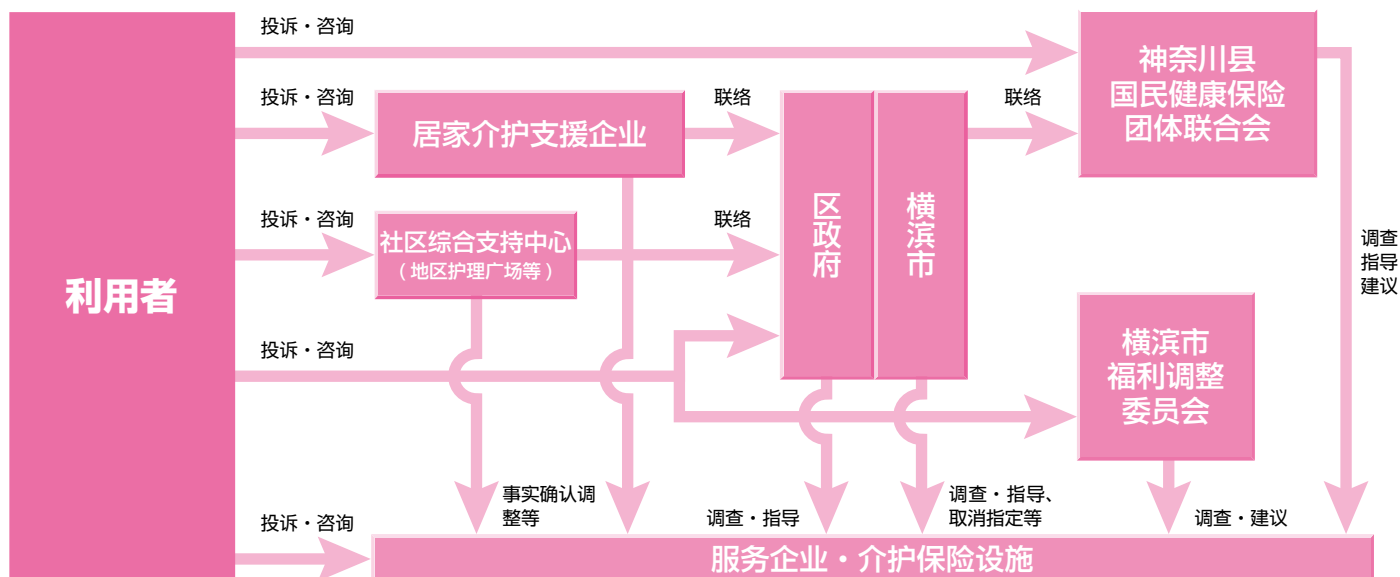 利用者
投诉・咨询
投诉・咨询
投诉・咨询
投诉・咨询
投诉・咨询
居家介护支援企业
社区综合支持中心
（地区护理广场等）
联络
联络
区政府
横滨市
联络
神奈川县
国民健康保险
团体联合会
横滨市
福利调整
委员会
调查
指导
建议
事实确认调
整等
调查・指导
调查・指导、
取消指定等
调查・建议
服务企业・介护保险设施